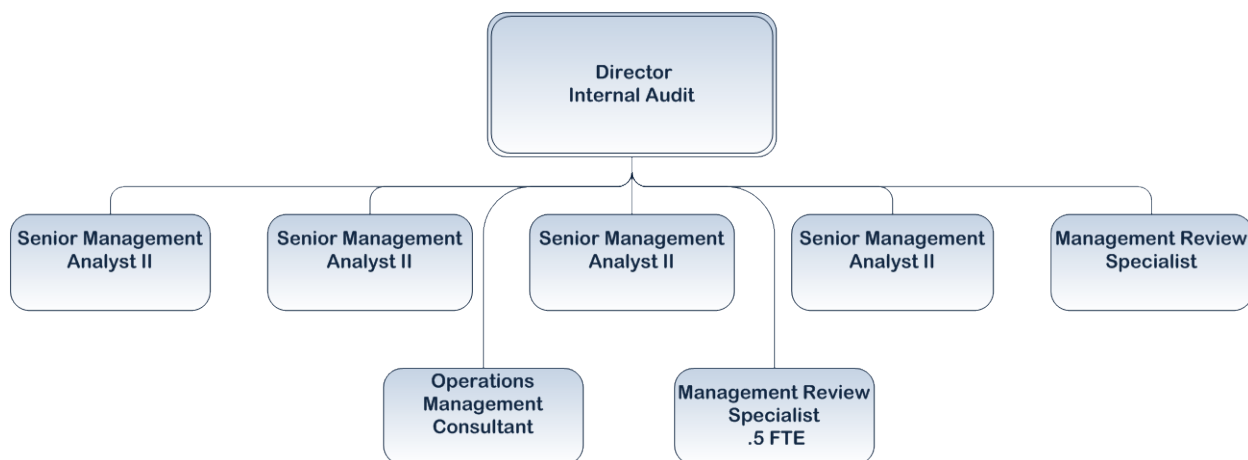 Director
Internal Audit
Senior Management
Analyst II
Senior Management
Analyst II
Senior Management
Analyst II
Senior Management
Analyst II
Management Review
Specialist
Operations
Management
Consultant
Management Review
Specialist
.5 FTE